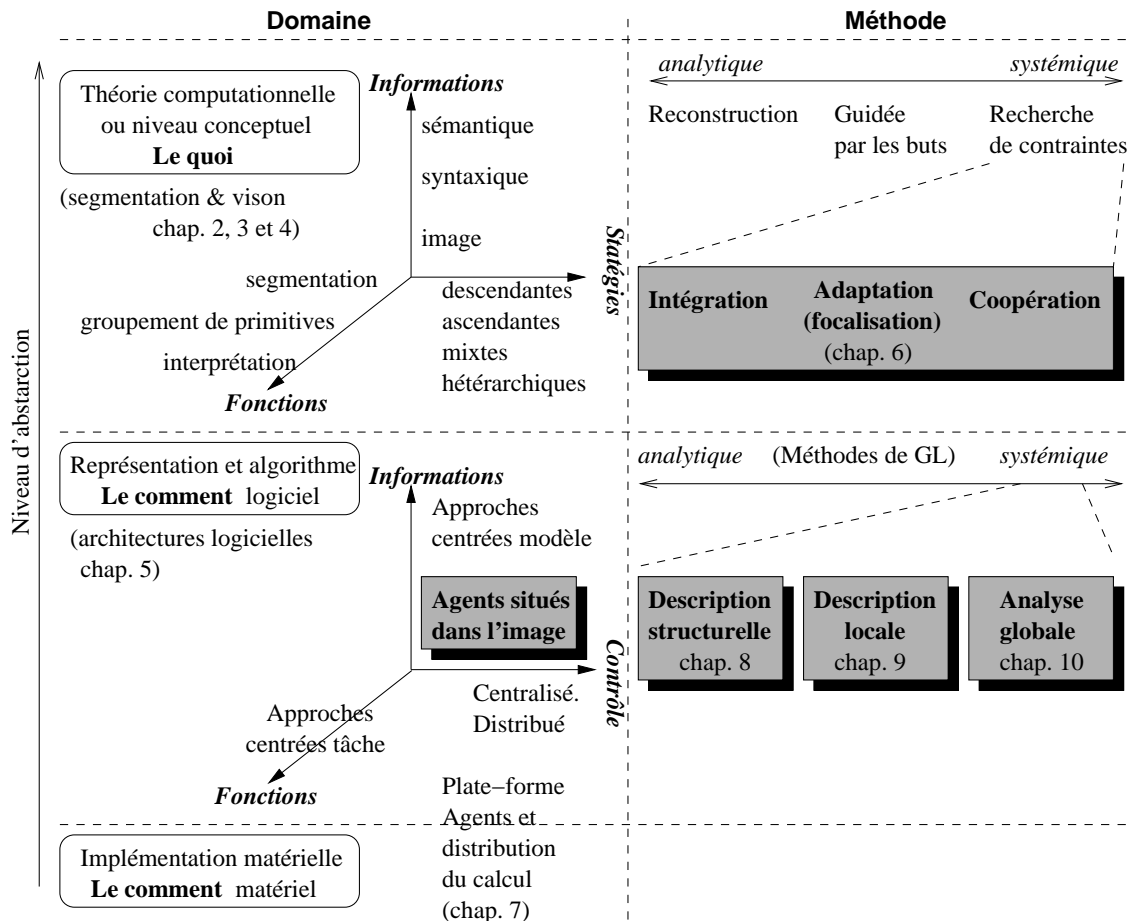 Domaine
Méthode
Niveau d'abstarction
Théorie computationnelle
ou niveau conceptuel
Le quoi
(segmentation & vison
chap. 2, 3 et 4)
Informations
sémantique
syntaxique
image
segmentation
groupement de primitives
interprétation
Fonctions
descendantes
ascendantes
mixtes
hétérarchiques
Statégies
analytique
systémique
Reconstruction
Guidée
par les buts
Recherche
de contraintes
Intégration
Adaptation
(focalisation)
(chap. 6)
Coopération
Représentation et algorithme
Le comment logiciel
(architectures logicielles
chap. 5)
Informations
Approches
centrées modèle
Agents situés
dans l'image
Contrôle
Centralisé.
Distribué
Approches
centrées tâche
Fonctions
analytique
(Méthodes de GL)
systémique
Description
structurelle
chap. 8
Description
locale
chap. 9
Analyse
globale
chap. 10
Plate-forme
Agents et
distribution
du calcul
(chap. 7)
Implémentation matérielle
Le comment matériel